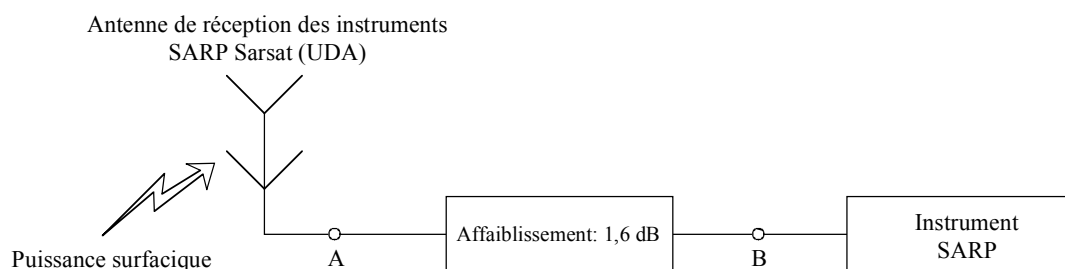 Antenne de réception des instruments
SARP Sarsat (UDA)
Puissance surfacique
A
Affaiblissement: 1,6 dB
B
Instrument
SARP